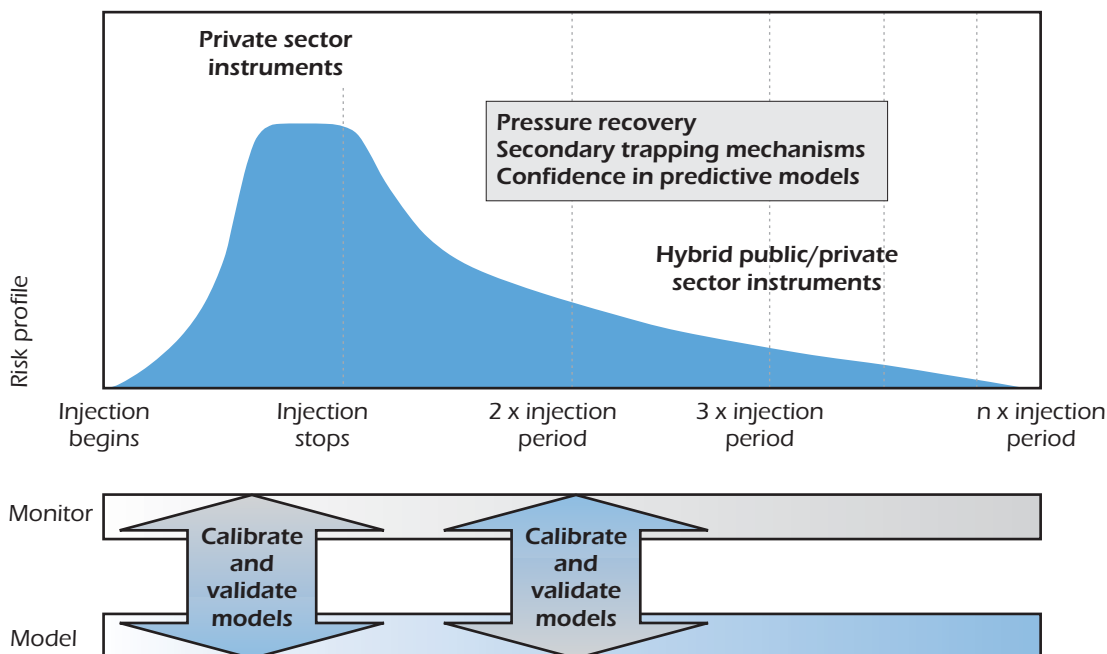 Private sector
instruments
Pressure recovery
Secondary trapping mechanisms
Confidence in predictive models
Hybrid public/private
sector instruments
Risk profile
Injection
begins
Injection
stops
2 x injection
period
3 x injection
period
n x injection
period
Monitor
Calibrate
and
validate
models
Calibrate
and
validate
models
Model